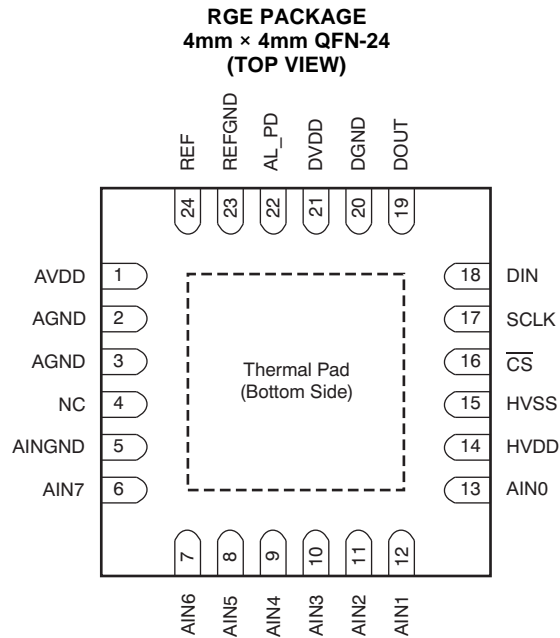 RGE PACKAGE
4mm × 4mm QFN-24
(TOP VIEW)
REF
REFGND
AL_PD
DVDD
DGND
DOUT
24
23
22
21
20
19
AVDD 1
18 DIN
AGND 2
17 SCLK
AGND 3
16 C̅S̅
NC 4
15 HVSS
AINGND 5
14 HVDD
AIN7 6
13 AIN0
Thermal Pad
(Bottom Side)
7
8
9
10
11
12
AIN6
AIN5
AIN4
AIN3
AIN2
AIN1